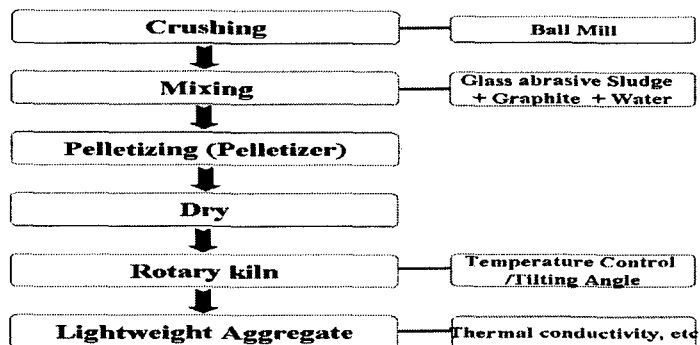 Crushing
Ball Mill
Mixing
Glass abrasive Sludge
+ Graphite + Water
Pelletizing (Pelletizer)
Dry
Rotary kiln
Temperature Control
/Tilting Angle
Lightweight Aggregate
Thermal conductivity, etc